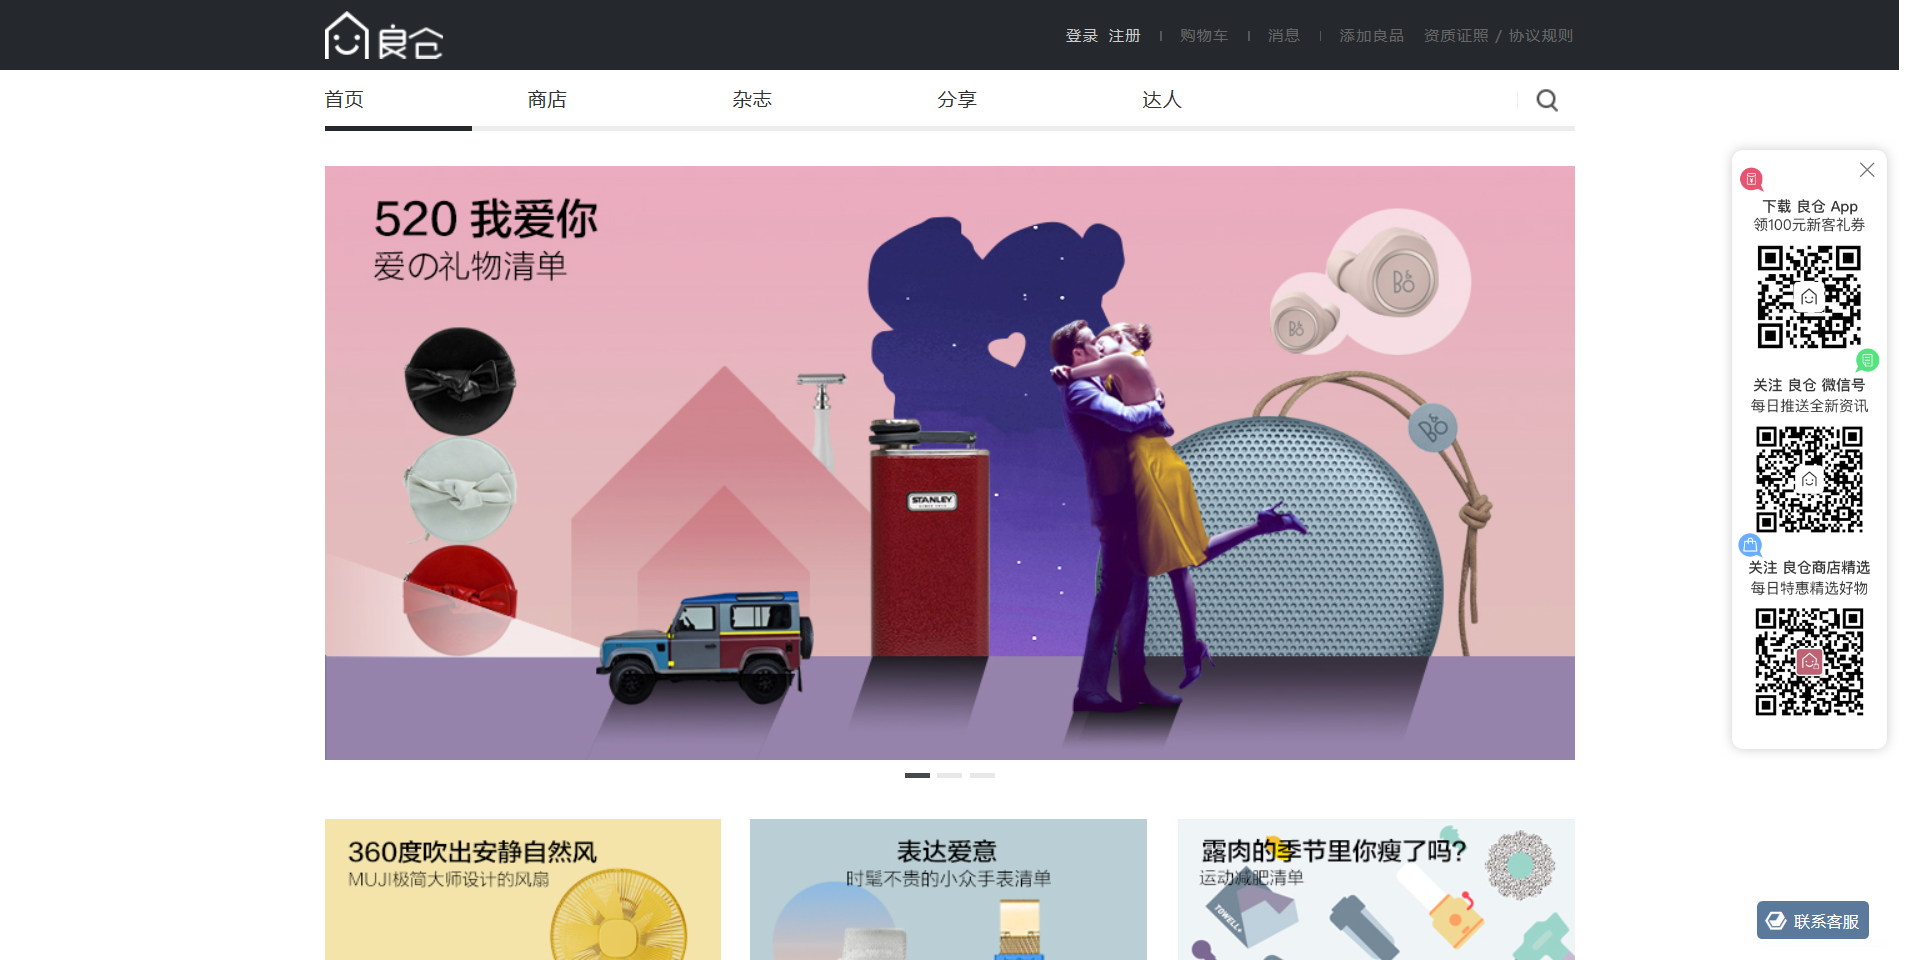 良仓
登录 注册 购物车 消息 添加良品 资质证照 / 协议规则
首页 商店 杂志 分享 达人
520 我爱你
爱の礼物清单
B&O
B&O
B&O
STANLEY
下载 良仓 App
领100元新客礼券
关注 良仓 微信号
每日推送全新资讯
关注 良仓商店精选
每日特惠精选好物
360度吹出安静自然风
MUJI极简大师设计的风扇
表达爱意
时髦不贵的小众手表清单
露肉的季节里你瘦了吗?
运动减肥清单
TOWELL+
联系客服